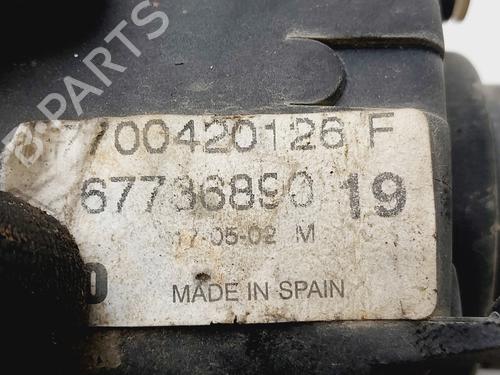 B-PARTS
7700420126 F
67736890 19
17-05-02 M
MADE IN SPAIN